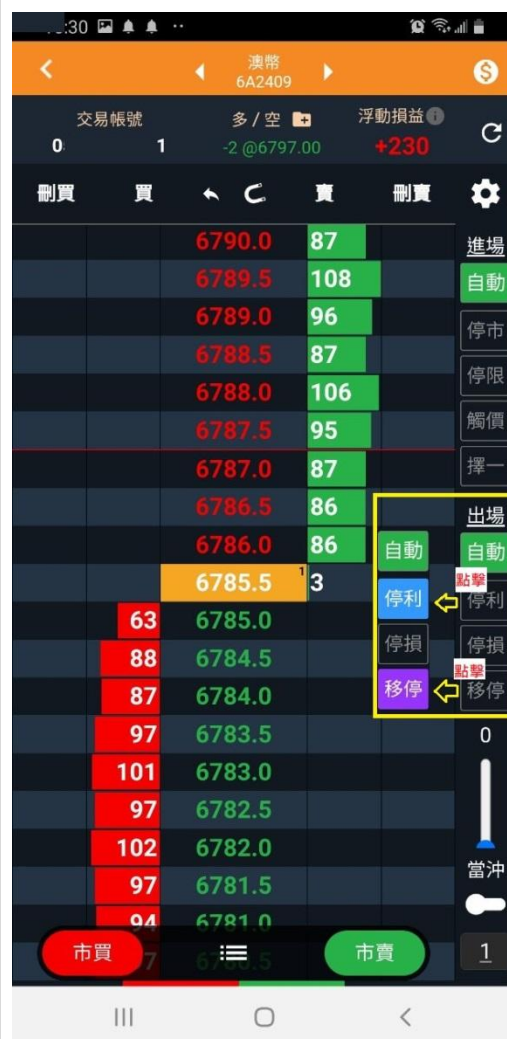 :30
澳幣
6A2409
交易帳號 多 / 空 浮動損益
0 1 -2 @6797.00 +230
刪買 買 賣 刪賣
6790.0 87 進場
6789.5 108 自動
6789.0 96
停市
6788.5 87
停限
6788.0 106
觸價
6787.5 95
擇一
6787.0 87
6786.5 86 出場
6786.0 86 自動 自動
6785.5 1 3 點擊
停利 停利
63 6785.0
停損 停損
88 6784.5
點擊
87 6784.0 移停 移停
97 6783.5 0
101 6783.0
97 6782.5
102 6782.0
當沖
97 6781.5
94 6781.0
市買 市賣 1